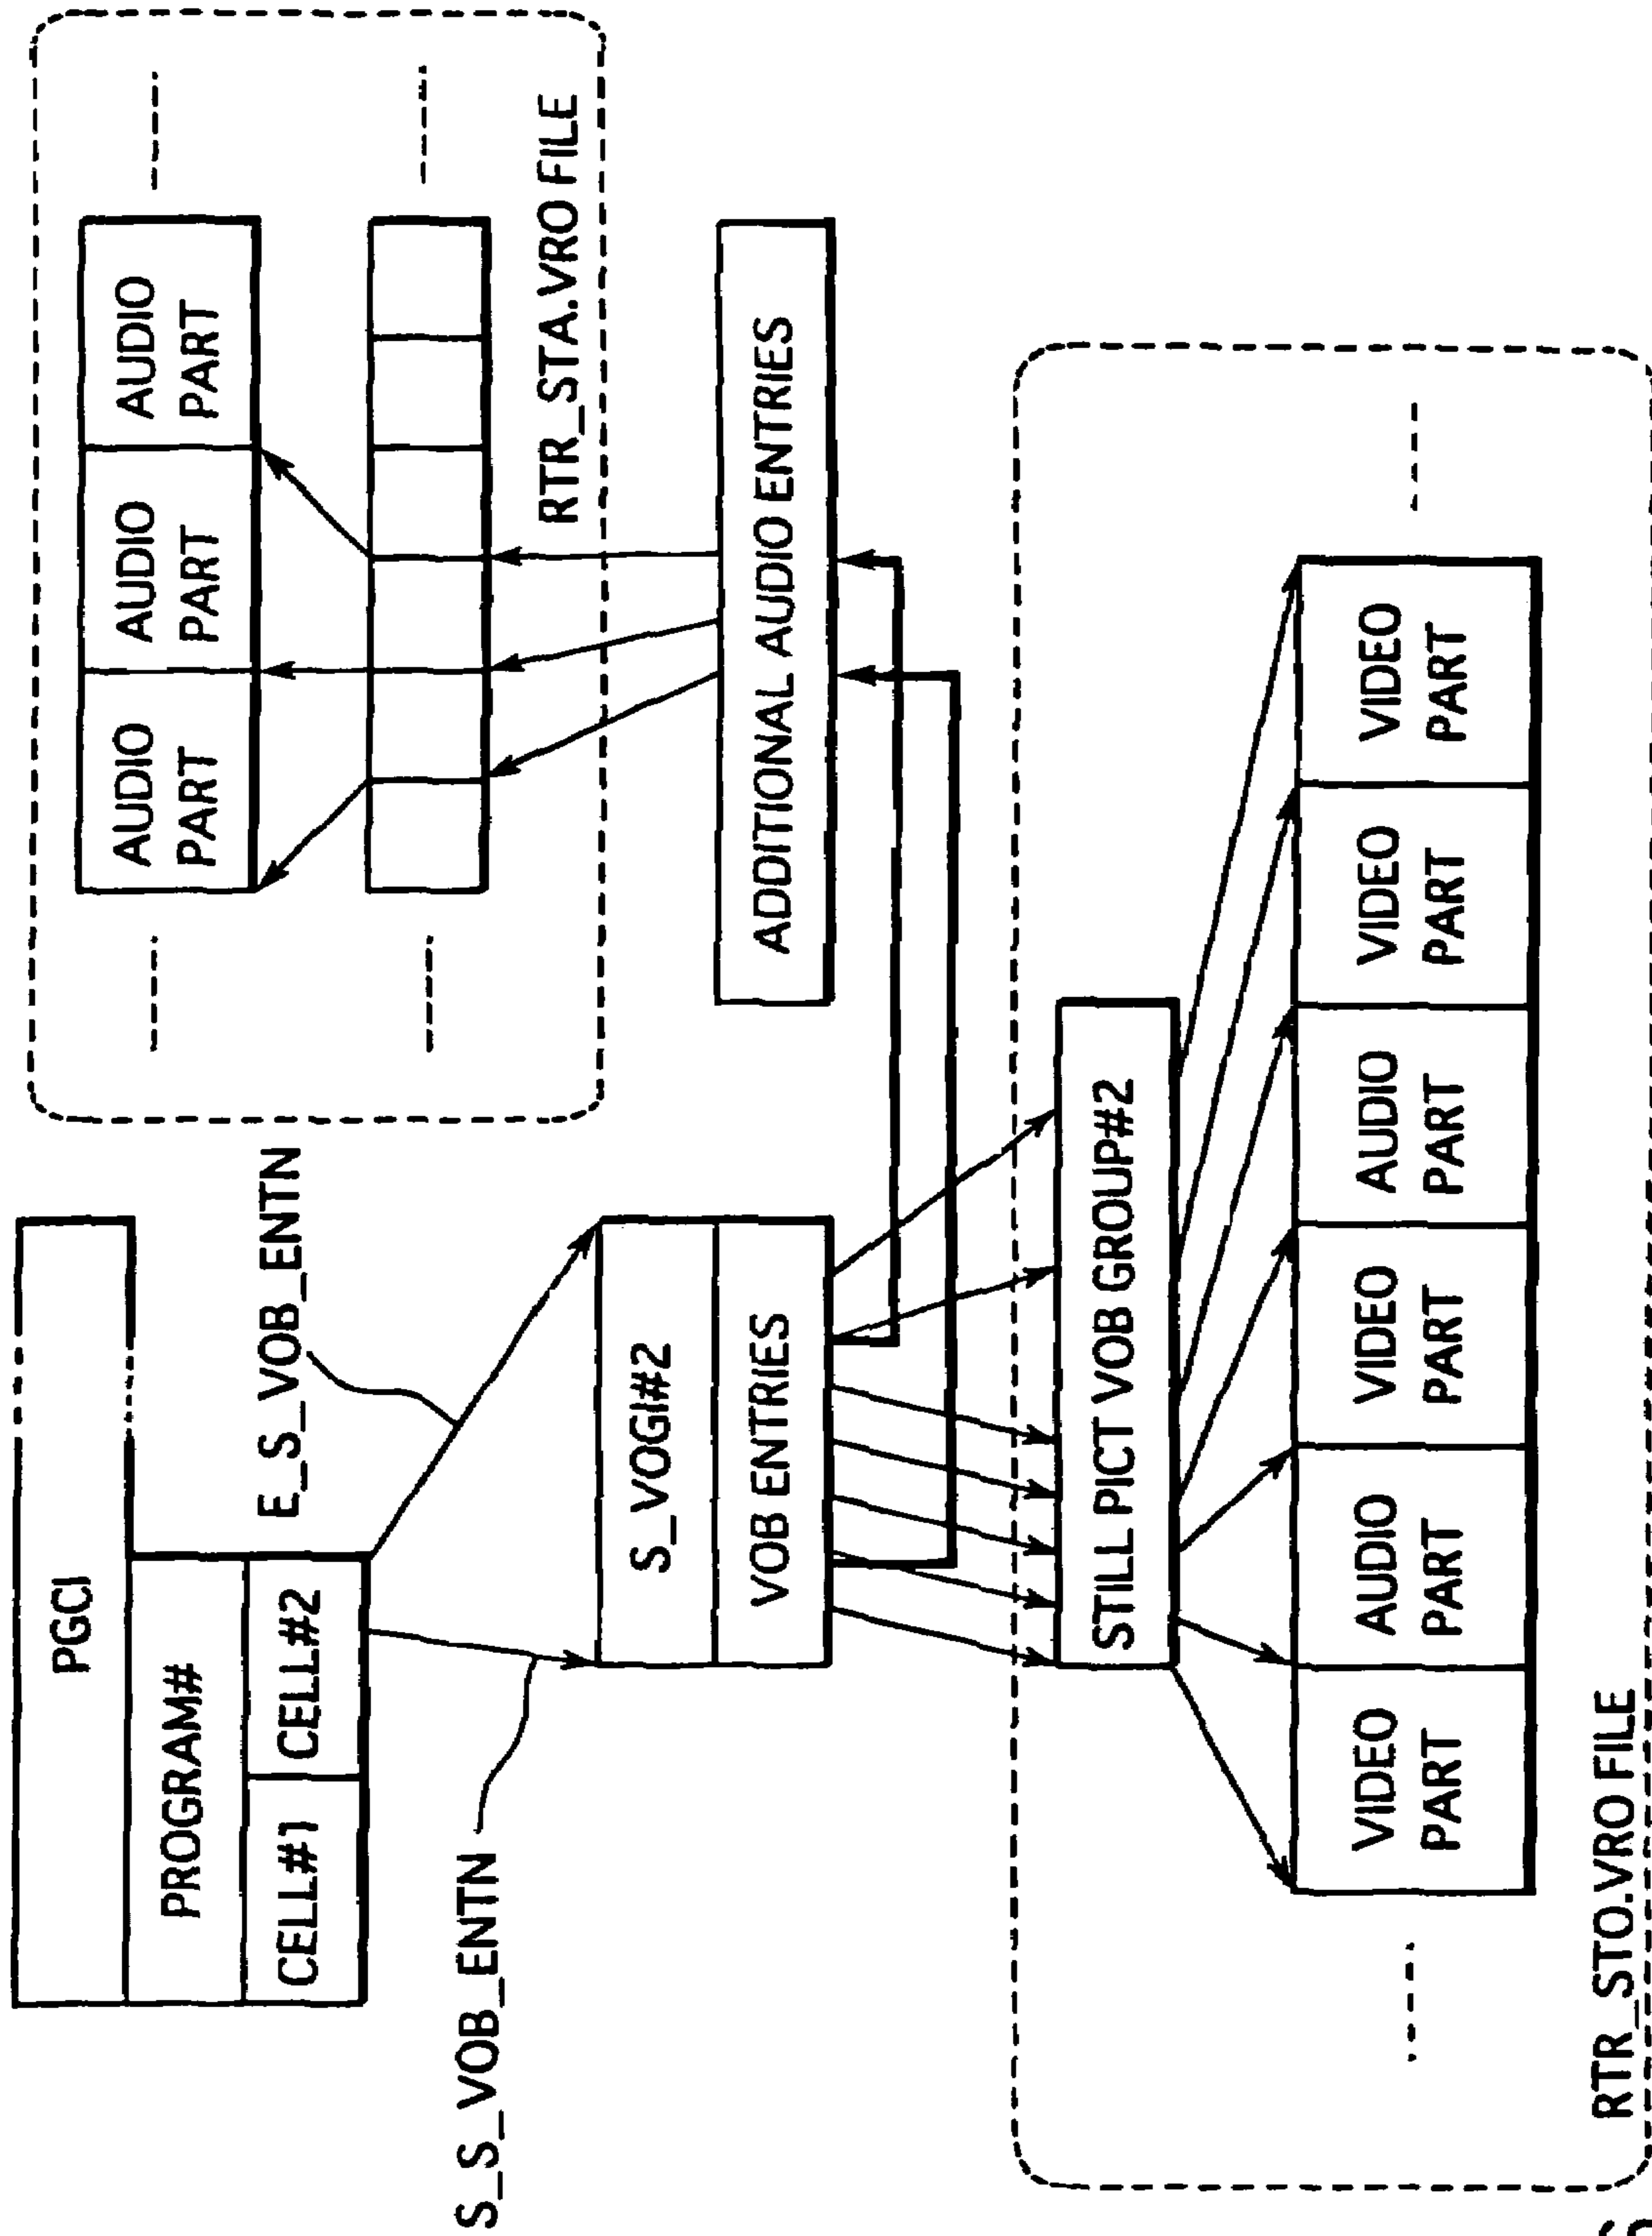 PGCI
PROGRAM#
CELL#1 CELL#2
S_S_VOB_ENTN
E_S_VOB_ENTN
S_VOGI#2
VOB ENTRIES
AUDIO
PART
AUDIO
PART
AUDIO
PART
RTR_STA.VRO FILE
ADDITIONAL AUDIO ENTRIES
STILL PICT VOB GROUP#2
VIDEO
PART
AUDIO
PART
VIDEO
PART
AUDIO
PART
VIDEO
PART
VIDEO
PART
RTR_STO.VRO FILE